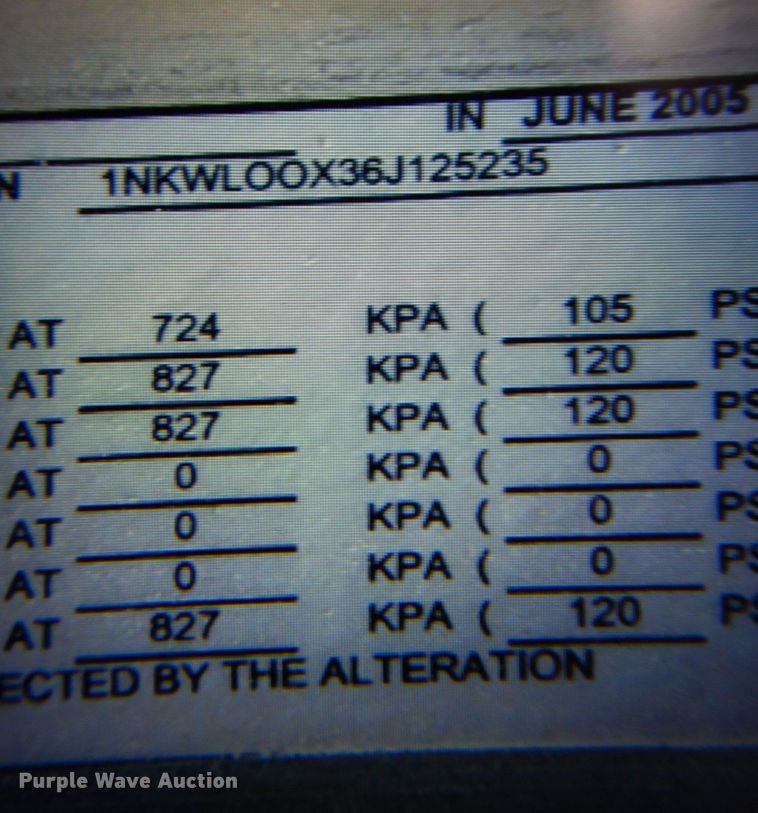 IN JUNE 2005
N 1NKWLOOX36J125235
AT 724 KPA ( 105 PS
AT 827 KPA ( 120 PS
AT 827 KPA ( 120 PS
AT 0 KPA ( 0 PS
AT 0 KPA ( 0 PS
AT 0 KPA ( 0 PS
AT 827 KPA ( 120 PS
ECTED BY THE ALTERATION
Purple Wave Auction